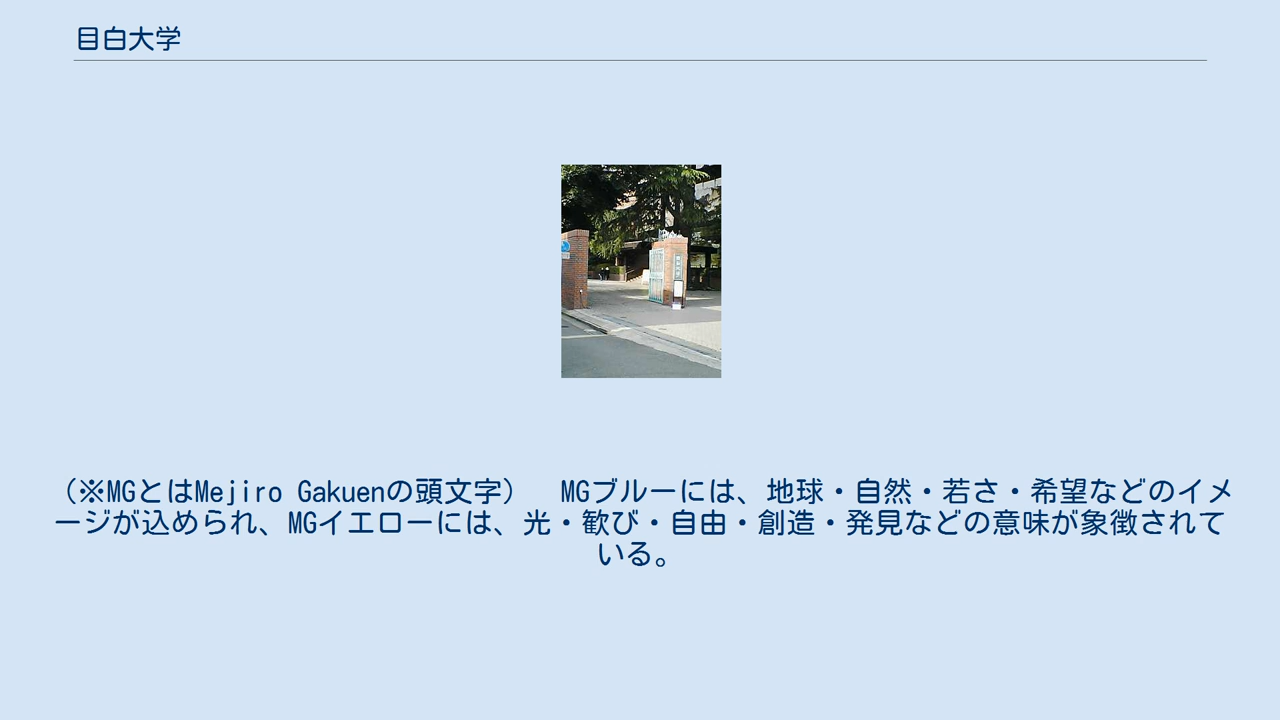 目白大学
（※MGとはMejiro Gakuenの頭文字）　MGブルーには、地球・自然・若さ・希望などのイメ
ージが込められ、MGイエローには、光・歓び・自由・創造・発見などの意味が象徴されて
いる。